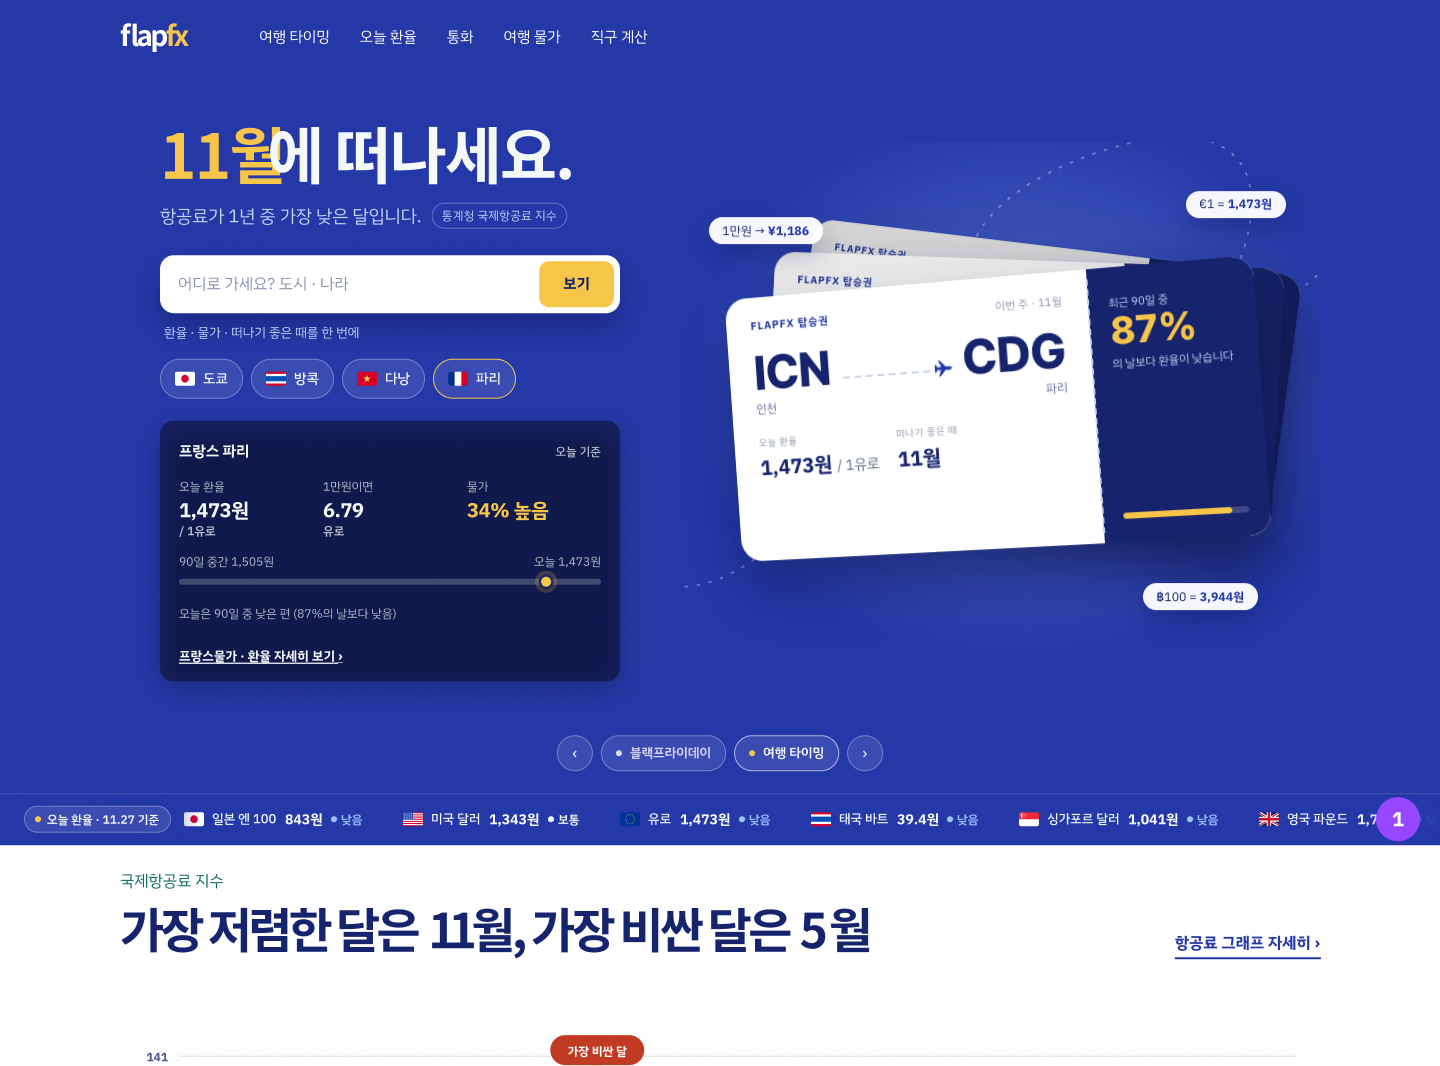 flapfx
여행 타이밍
오늘 환율
통화
여행 물가
직구 계산
11월에 떠나세요.
항공료가 1년 중 가장 낮은 달입니다.
통계청 국제항공료 지수
어디로 가세요? 도시 · 나라
보기
환율 · 물가 · 떠나기 좋은 때를 한 번에
도쿄
방콕
다낭
파리
프랑스 파리
오늘 기준
오늘 환율
1,473원
/ 1유로
1만원이면
6.79
유로
물가
34% 높음
90일 중간 1,505원
오늘 1,473원
오늘은 90일 중 낮은 편 (87%의 날보다 낮음)
프랑스물가 · 환율 자세히 보기 ›
1만원 → ¥1,186
€1 = 1,473원
FLAPFX 탑승권
FLAPFX 탑승권
FLAPFX 탑승권
이번 주 · 11월
ICN
CDG
인천
파리
오늘 환율
1,473원 / 1유로
떠나기 좋은 때
11월
최근 90일 중
87%
의 날보다 환율이 낮습니다
฿100 = 3,944원
‹
블랙프라이데이
여행 타이밍
›
오늘 환율 · 11.27 기준
일본 엔 100 843원 낮음
미국 달러 1,343원 보통
유로 1,473원 낮음
태국 바트 39.4원 낮음
싱가포르 달러 1,041원 낮음
영국 파운드 1,7
1
국제항공료 지수
가장 저렴한 달은 11월, 가장 비싼 달은 5월
항공료 그래프 자세히 ›
141
가장 비싼 달